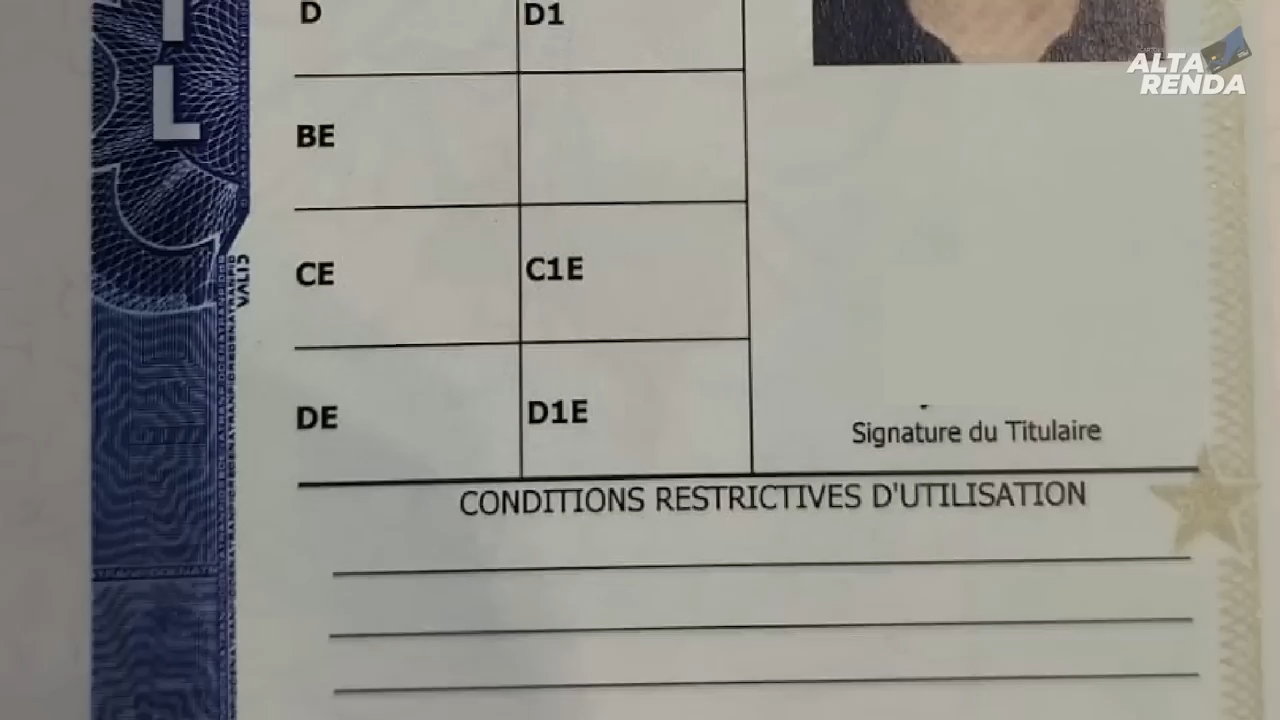 I
L
D D1
ALTA
RENDA
BE
CE C1E
DE D1E
Signature du Titulaire
CONDITIONS RESTRICTIVES D'UTILISATION